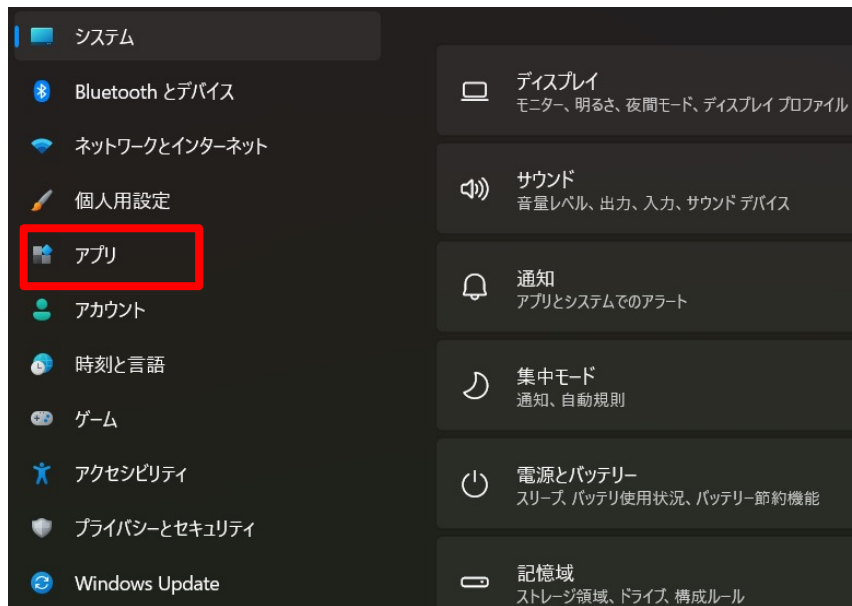 システム
Bluetooth とデバイス
ネットワークとインターネット
個人用設定
アプリ
アカウント
時刻と言語
ゲーム
アクセシビリティ
プライバシーとセキュリティ
Windows Update
ディスプレイ
モニター、明るさ、夜間モード、ディスプレイ プロファイル
サウンド
音量レベル、出力、入力、サウンド デバイス
通知
アプリとシステムでのアラート
集中モード
通知、自動規則
電源とバッテリー
スリープ、バッテリ使用状況、バッテリー節約機能
記憶域
ストレージ領域、ドライブ、構成ルール